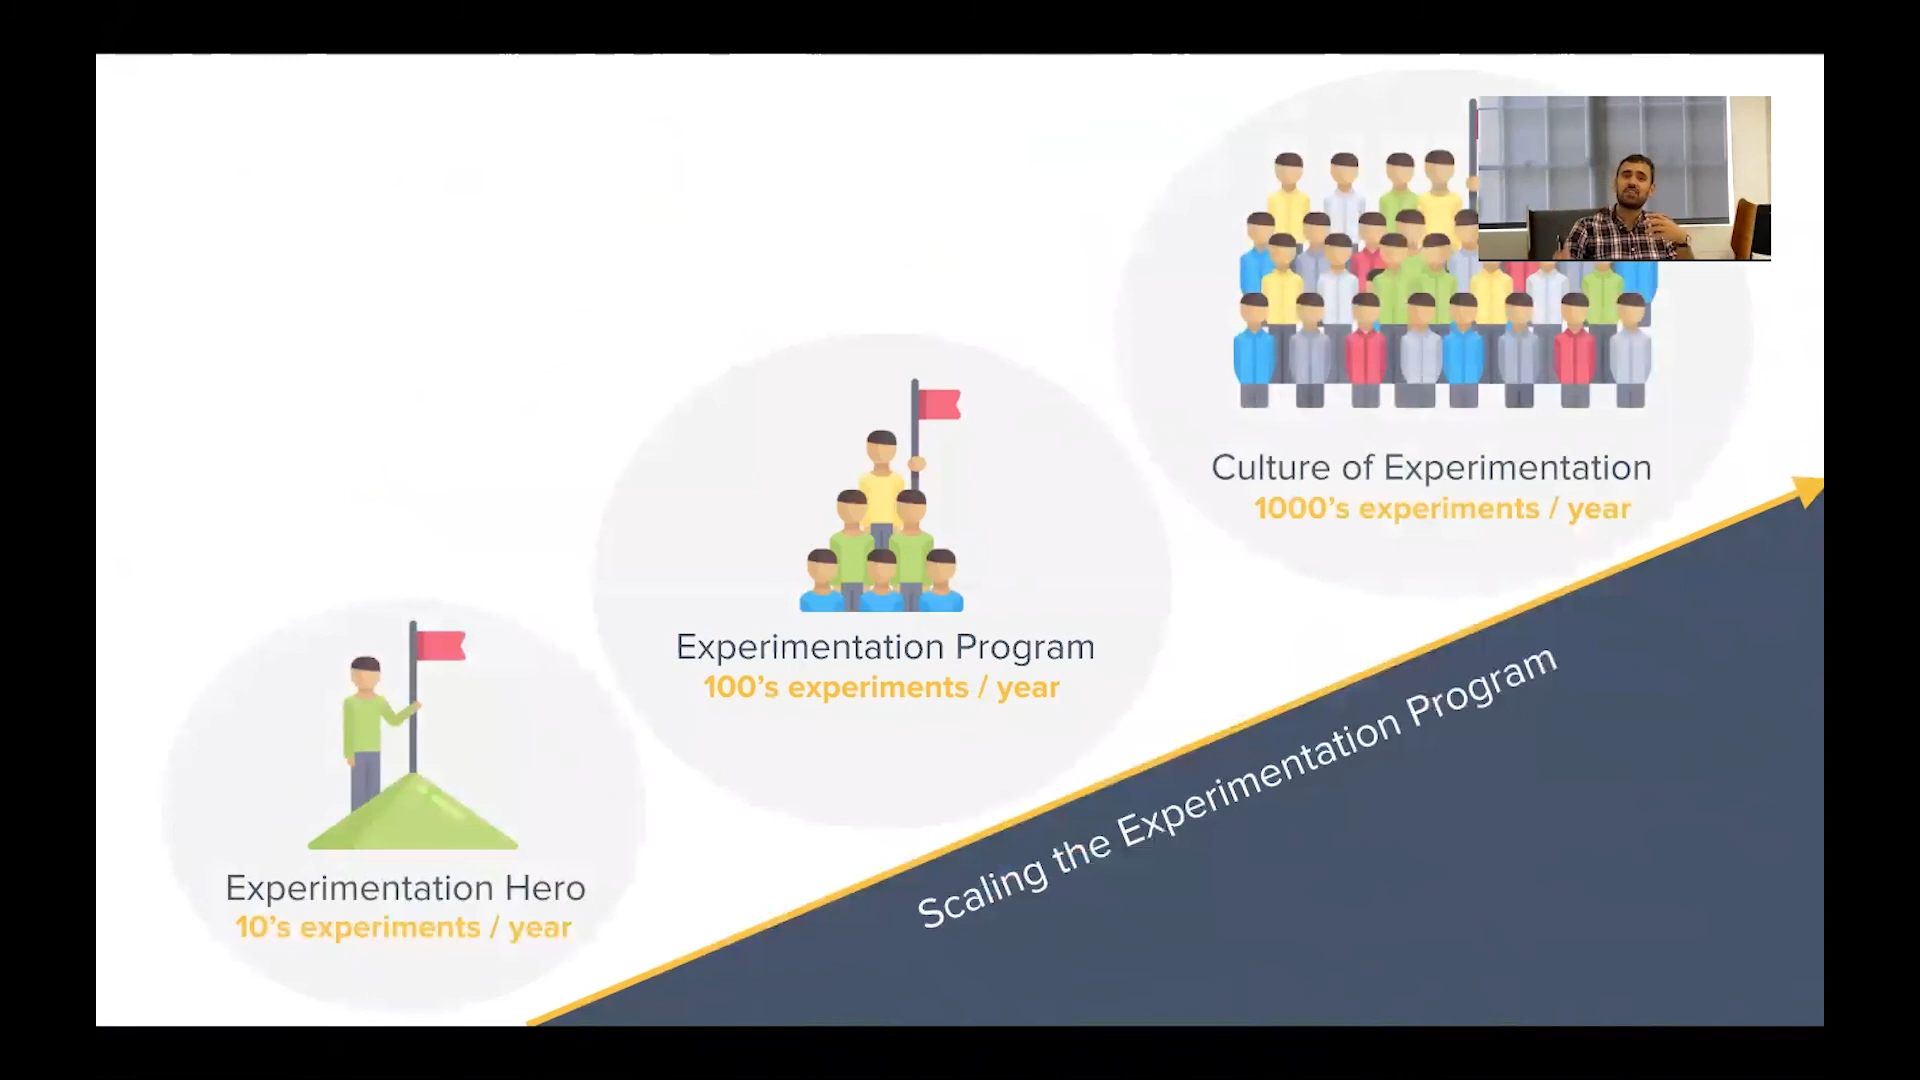 Culture of Experimentation
1000's experiments / year
Experimentation Program
100's experiments / year
Experimentation Hero
10's experiments / year
Scaling the Experimentation Program